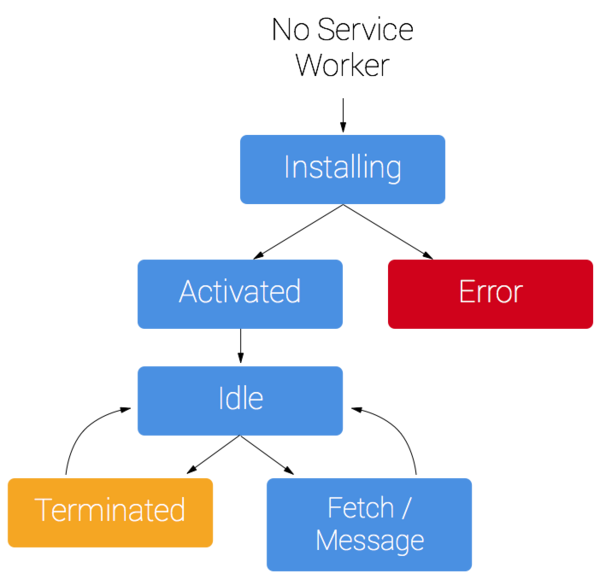 No Service
Worker
Installing
Activated
Error
Idle
Terminated
Fetch /
Message